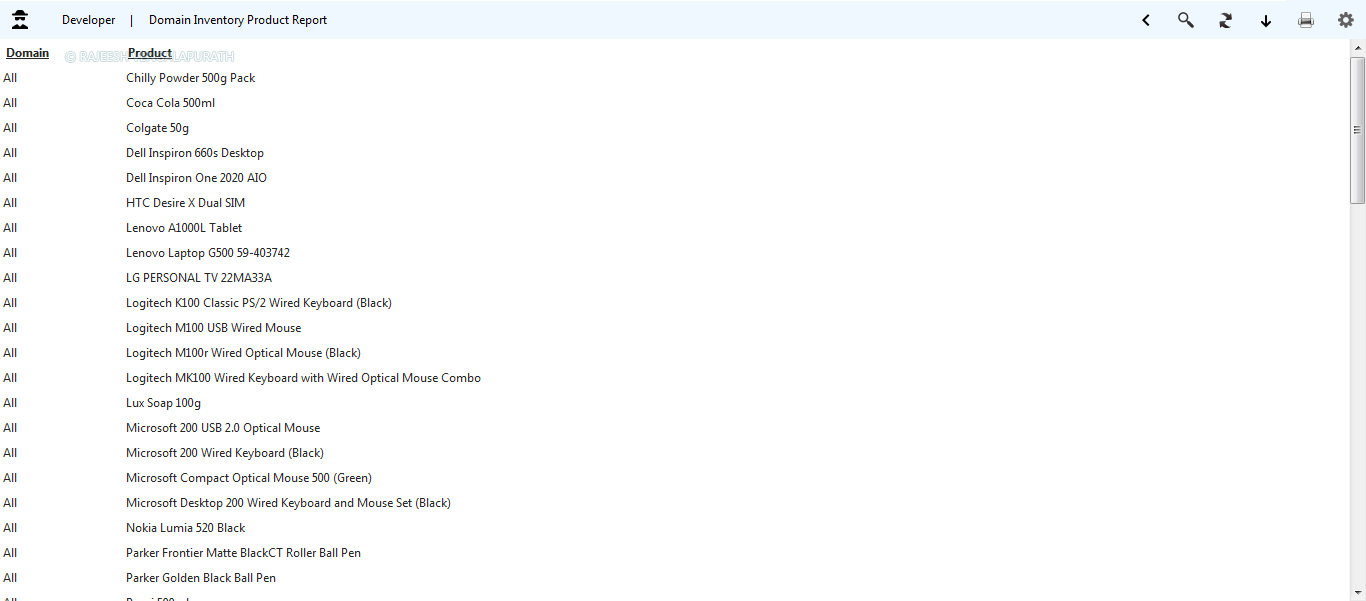 Developer | Domain Inventory Product Report
Domain Product
© RAJEESH
All Chilly Powder 500g Pack
All Coca Cola 500ml
All Colgate 50g
All Dell Inspiron 660s Desktop
All Dell Inspiron One 2020 AIO
All HTC Desire X Dual SIM
All Lenovo A1000L Tablet
All Lenovo Laptop G500 59-403742
All LG PERSONAL TV 22MA33A
All Logitech K100 Classic PS/2 Wired Keyboard (Black)
All Logitech M100 USB Wired Mouse
All Logitech M100r Wired Optical Mouse (Black)
All Logitech MK100 Wired Keyboard with Wired Optical Mouse Combo
All Lux Soap 100g
All Microsoft 200 USB 2.0 Optical Mouse
All Microsoft 200 Wired Keyboard (Black)
All Microsoft Compact Optical Mouse 500 (Green)
All Microsoft Desktop 200 Wired Keyboard and Mouse Set (Black)
All Nokia Lumia 520 Black
All Parker Frontier Matte BlackCT Roller Ball Pen
All Parker Golden Black Ball Pen